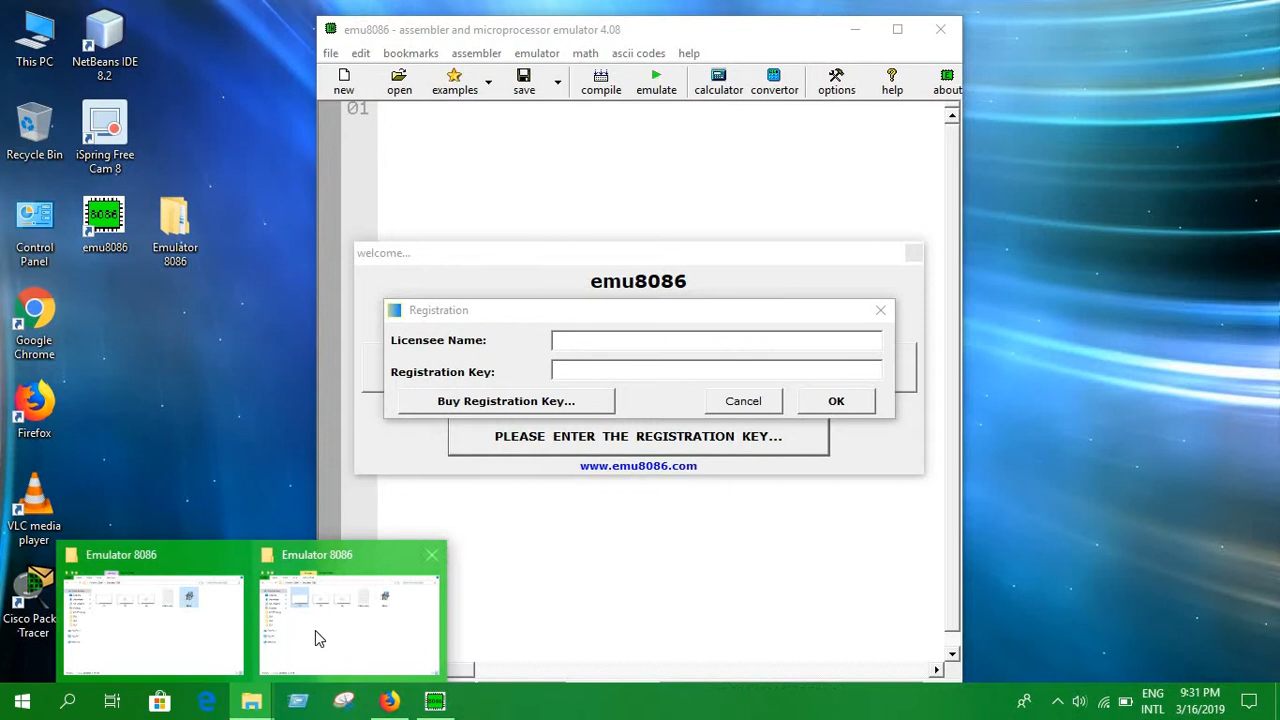 This PC
NetBeans IDE
8.2
Recycle Bin
iSpring Free
Cam 8
Control
Panel
8086
emu8086
Emulator
8086
Google
Chrome
Firefox
VLC media
player
emu8086 - assembler and microprocessor emulator 4.08
file edit bookmarks assembler emulator math ascii codes help
new open examples save compile emulate calculator convertor options help about
01
welcome...
emu8086
Registration
Licensee Name:
Registration Key:
Buy Registration Key... Cancel OK
PLEASE ENTER THE REGISTRATION KEY...
www.emu8086.com
Emulator 8086
Emulator 8086
ENG
INTL
9:31 PM
3/16/2019